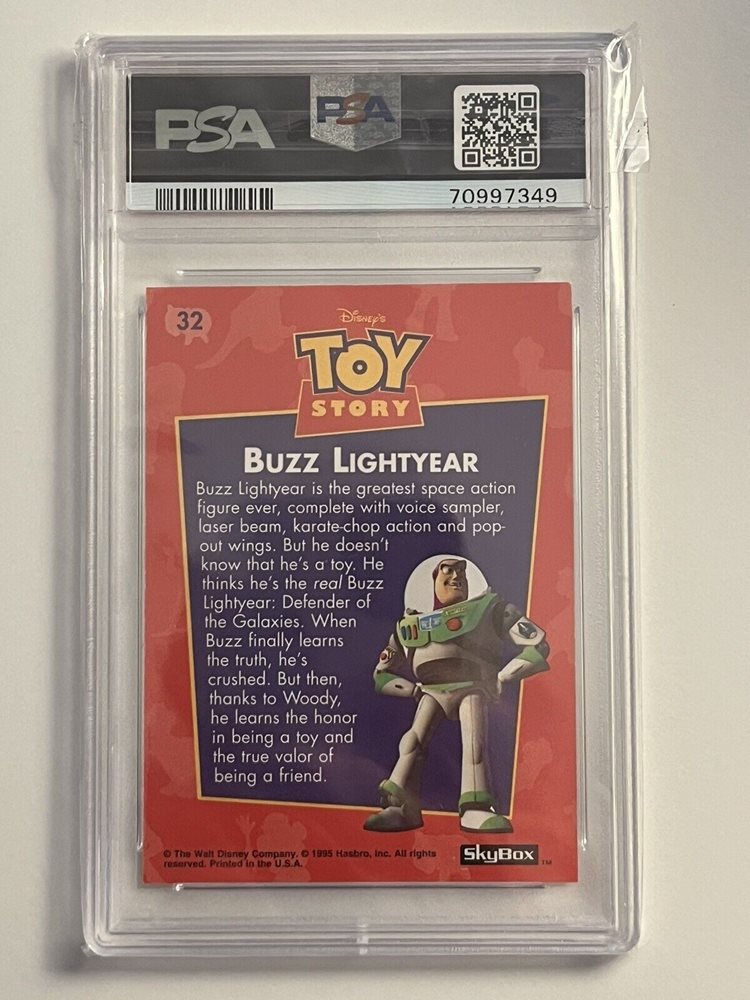 PSA
PSA
70997349
32
Disney's
TOY
STORY
BUZZ LIGHTYEAR
Buzz Lightyear is the greatest space action
figure ever, complete with voice sampler,
laser beam, karate-chop action and pop-
out wings. But he doesn't
know that he's a toy. He
thinks he's the real Buzz
Lightyear: Defender of
the Galaxies. When
Buzz finally learns
the truth, he's
crushed. But then,
thanks to Woody,
he learns the honor
in being a toy and
the true valor of
being a friend.
© The Walt Disney Company. © 1995 Hasbro, Inc. All rights
reserved. Printed in the U.S.A.
SkyBox TM